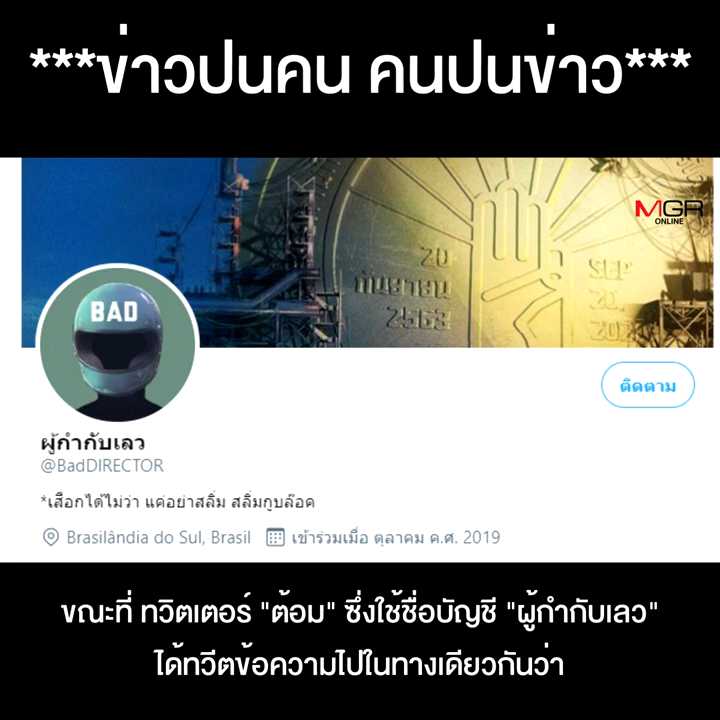 ***ข่าวปนคน คนปนข่าว***
MGR
ONLINE
20
กันยายน
2563
SEP
20,
202
BAD
ติดตาม
ผู้กำกับเลว
@BadDIRECTOR
*เสือกได้ไม่ว่า แค่อย่าสลิ่ม สลิ่มกูบล๊อค
Brasilândia do Sul, Brasil เข้าร่วมเมื่อ ตุลาคม ค.ศ. 2019
ขณะที่ ทวิตเตอร์ "ต้อม" ซึ่งใช้ชื่อบัญชี "ผู้กำกับเลว"
ได้ทวีตข้อความไปในทางเดียวกันว่า